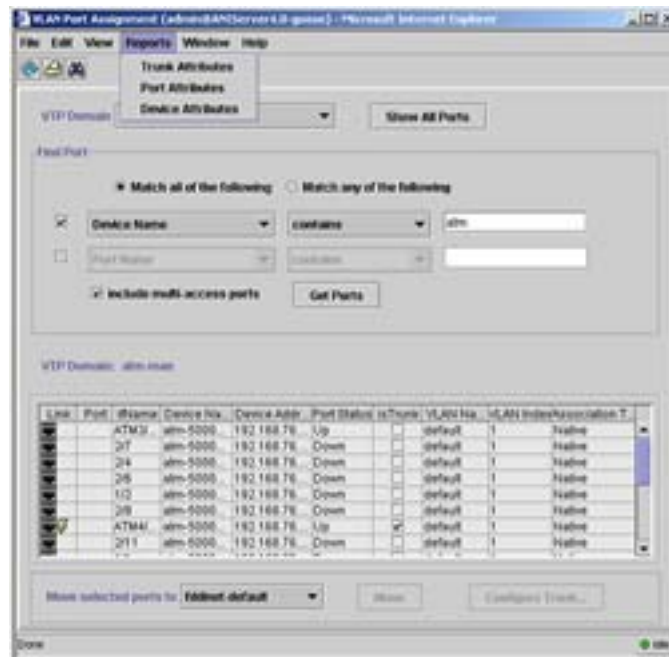 VLAN Port Assignment - Microsoft Internet Explorer
File Edit View Reports Window Help
Trunk Attributes
Port Attributes
Device Attributes
VTP Domain
Show All Ports
Find Port
Match all of the following Match any of the following
Device Name contains atm
Port Name contains
include multi-access ports Get Ports
VTP Domain: atm-main
Link Port ifName Device Na... Device Addr... Port Status isTrunk VLAN Na... VLAN Index Association T...
ATM3/... atm-5000... 192.168.76... Up default 1 Native
2/7 atm-5000... 192.168.76... Down default 1 Native
2/4 atm-5000... 192.168.76... Down default 1 Native
2/6 atm-5000... 192.168.76... Down default 1 Native
1/2 atm-5000... 192.168.76... Down default 1 Native
2/9 atm-5000... 192.168.76... Down default 1 Native
ATM4/... atm-5000... 192.168.76... Up default 1 Native
2/11 atm-5000... 192.168.76... Down default 1 Native
Move selected ports to fddinet-default Move Configure Trunk...
Done Idle